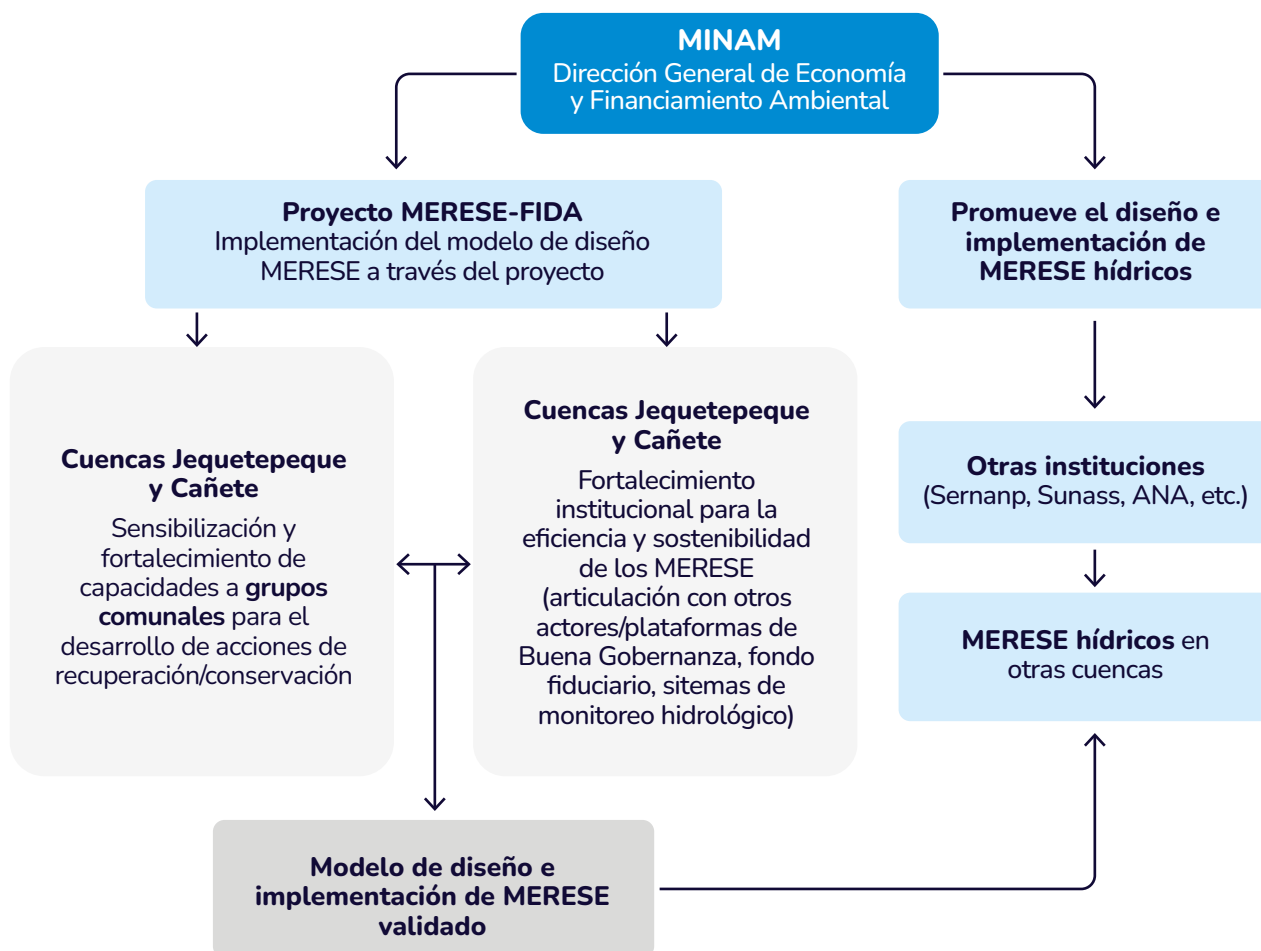 MINAM
Dirección General de Economía
y Financiamiento Ambiental
Proyecto MERESE-FIDA
Implementación del modelo de diseño
MERESE a través del proyecto
Promueve el diseño e
implementación de
MERESE hídricos
Cuencas Jequetepeque
y Cañete
Sensibilización y
fortalecimiento de
capacidades a grupos
comunales para el
desarrollo de acciones de
recuperación/conservación
Cuencas Jequetepeque
y Cañete
Fortalecimiento
institucional para la
eficiencia y sostenibilidad
de los MERESE
(articulación con otros
actores/plataformas de
Buena Gobernanza, fondo
fiduciario, sitemas de
monitoreo hidrológico)
Otras instituciones
(Sernanp, Sunass, ANA, etc.)
MERESE hídricos en
otras cuencas
Modelo de diseño e
implementación de MERESE
validado